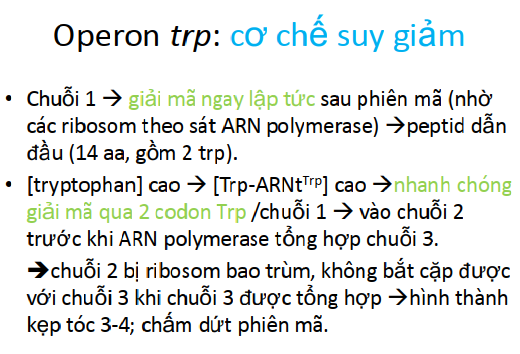 Operon trp: cơ chế suy giảm
• Chuỗi 1 → giải mã ngay lập tức sau phiên mã (nhờ
các ribosom theo sát ARN polymerase) →peptid dẫn
đầu (14 aa, gồm 2 trp).
• [tryptophan] cao → [Trp-ARNtᵀʳᵖ] cao →nhanh chóng
giải mã qua 2 codon Trp /chuỗi 1 → vào chuỗi 2
trước khi ARN polymerase tổng hợp chuỗi 3.
➔chuỗi 2 bị ribosom bao trùm, không bắt cặp được
với chuỗi 3 khi chuỗi 3 được tổng hợp →hình thành
kẹp tóc 3-4; chấm dứt phiên mã.